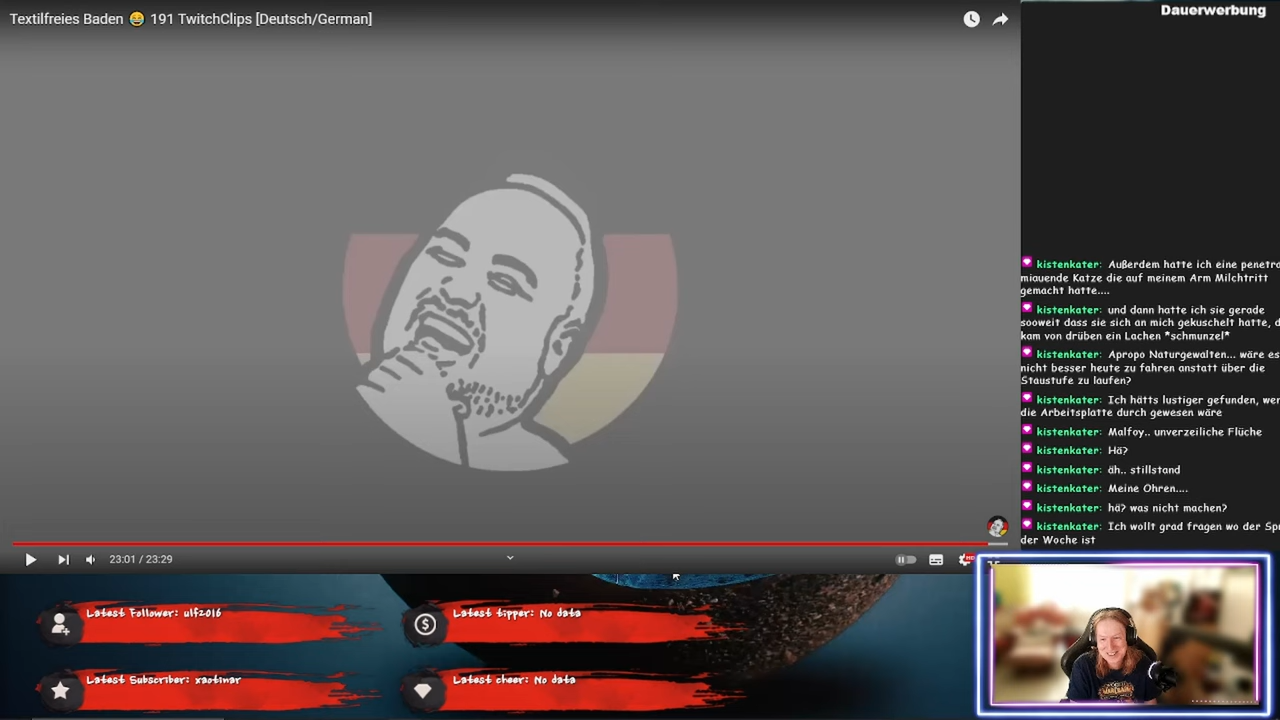 Textilfreies Baden 😂 191 TwitchClips [Deutsch/German]
Dauerwerbung
kistenkater: Außerdem hatte ich eine penetra
miauende Katze die auf meinem Arm Milchtritt
gemacht hatte....
kistenkater: und dann hatte ich sie gerade
sooweit dass sie sich an mich gekuschelt hatte, d
kam von drüben ein Lachen *schmunzel*
kistenkater: Apropo Naturgewalten... wäre es
nicht besser heute zu fahren anstatt über die
Staustufe zu laufen?
kistenkater: Ich hätts lustiger gefunden, wen
die Arbeitsplatte durch gewesen wäre
kistenkater: Malfoy.. unverzeiliche Flüche
kistenkater: Hä?
kistenkater: äh.. stillstand
kistenkater: Meine Ohren....
kistenkater: hä? was nicht machen?
kistenkater: Ich wollt grad fragen wo der Sp
der Woche ist
23:01 / 23:29
HD
Latest Follower: ulf2016
Latest tipper: No data
Latest Subscriber: xaotinar
Latest cheer: No data